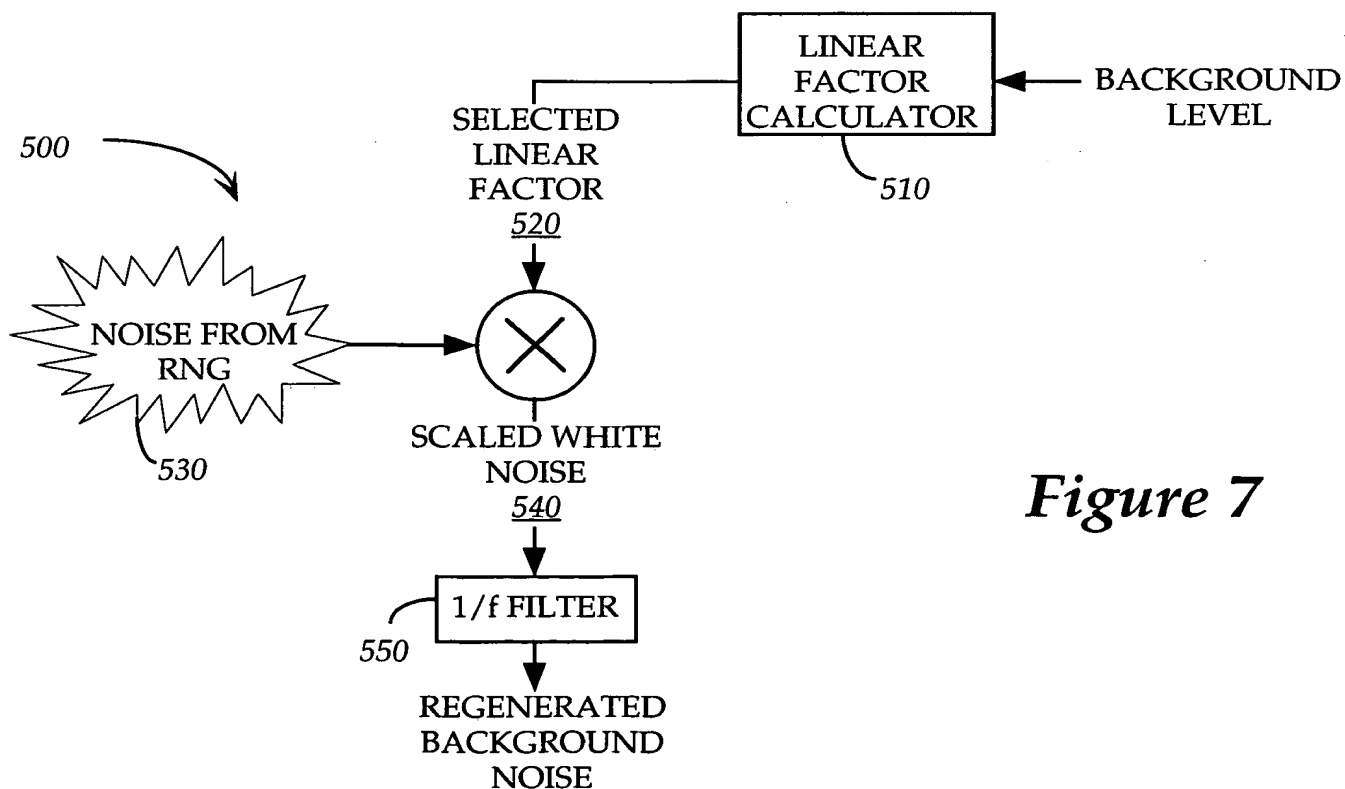 LINEAR
FACTOR
CALCULATOR
BACKGROUND
LEVEL
510
SELECTED
LINEAR
FACTOR
520
500
NOISE FROM
RNG
530
SCALED WHITE
NOISE
540
1/f FILTER
550
REGENERATED
BACKGROUND
NOISE
Figure 7